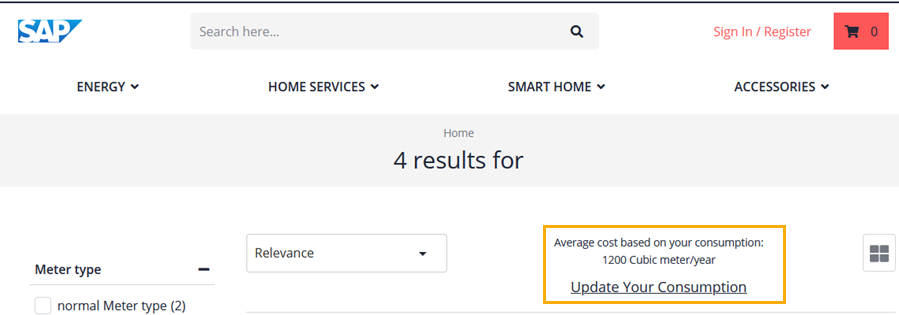 SAP
Search here...
Sign In / Register
0
ENERGY
HOME SERVICES
SMART HOME
ACCESSORIES
Home
4 results for
Relevance
Average cost based on your consumption:
1200 Cubic meter/year
Update Your Consumption
Meter type
normal Meter type (2)